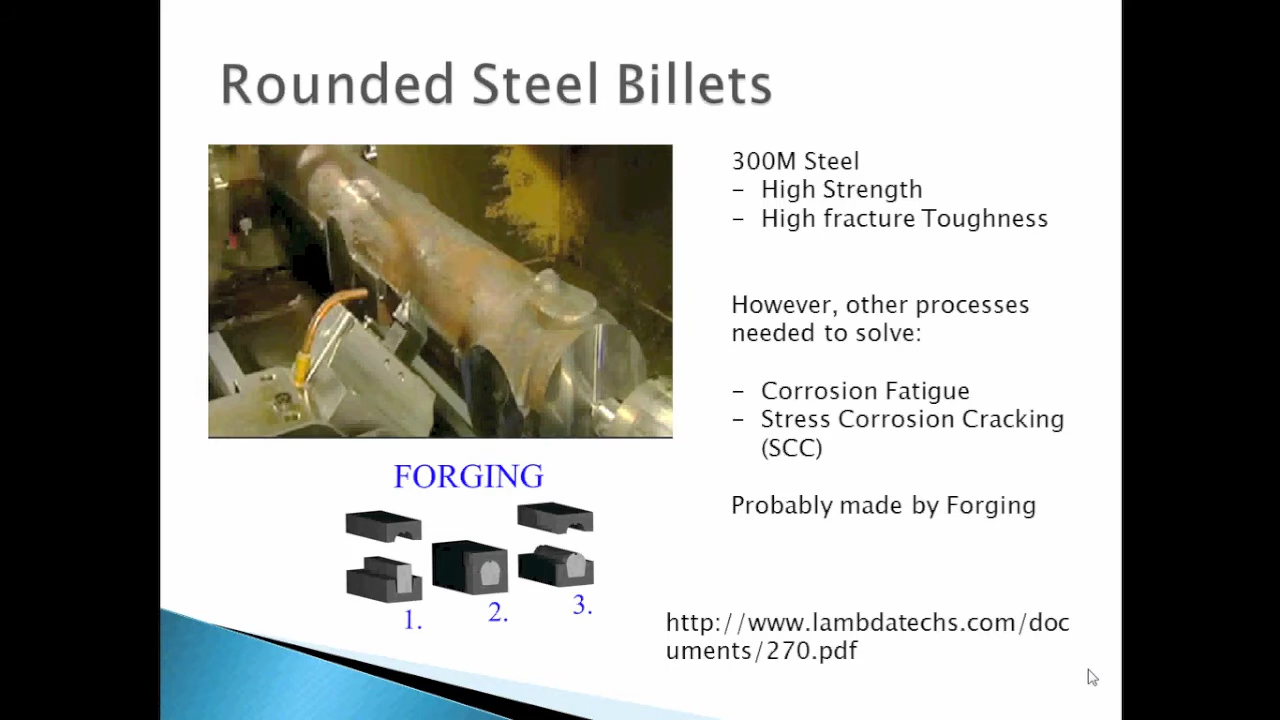 Rounded Steel Billets
300M Steel
- High Strength
- High fracture Toughness
However, other processes
needed to solve:
- Corrosion Fatigue
- Stress Corrosion Cracking
(SCC)
Probably made by Forging
FORGING
1.
2.
3.
http://www.lambdatechs.com/doc
uments/270.pdf